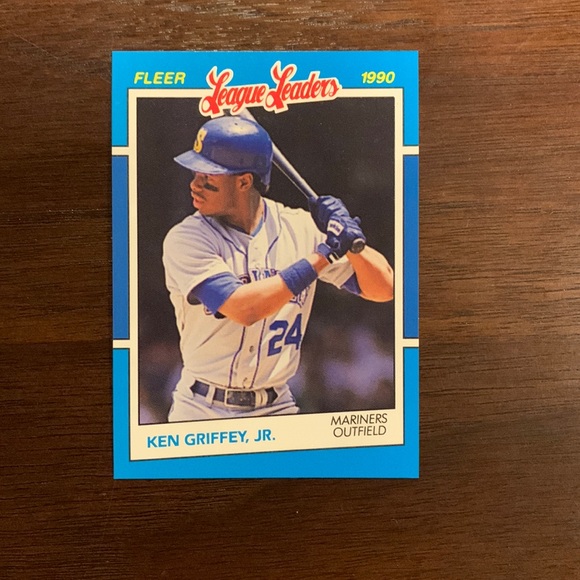 FLEER League Leaders 1990
S
24
KEN GRIFFEY, JR.
MARINERS
OUTFIELD